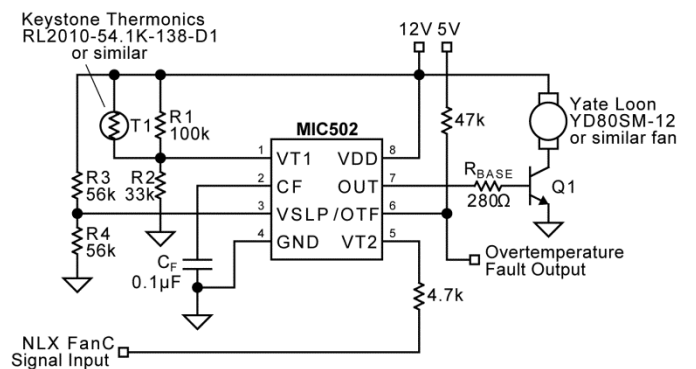 Keystone Thermonics
RL2010-54.1K-138-D1
or similar
12V 5V
T1
R1
100k
47k
Yate Loon
YD80SM-12
or similar fan
MIC502
R3
56k
R2
33k
1 VT1 VDD 8
2 CF OUT 7
3 VSLP /OTF 6
4 GND VT2 5
RBASE
280Ω
Q1
R4
56k
CF
0.1µF
Overtemperature
Fault Output
4.7k
NLX FanC
Signal Input